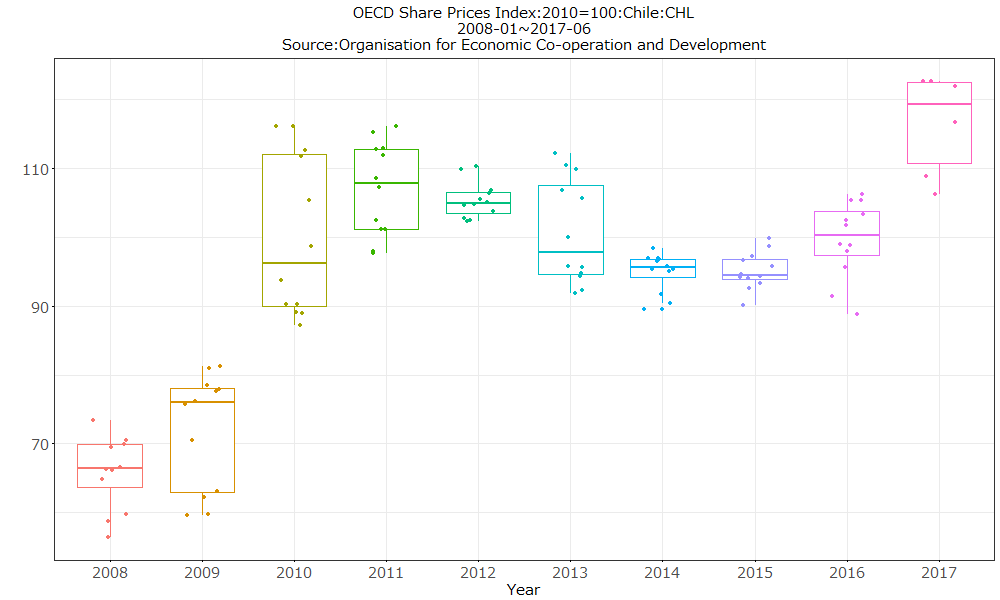 OECD Share Prices Index:2010=100:Chile:CHL
2008-01~2017-06
Source:Organisation for Economic Co-operation and Development
110
90
70
2008 2009 2010 2011 2012 2013 2014 2015 2016 2017
Year